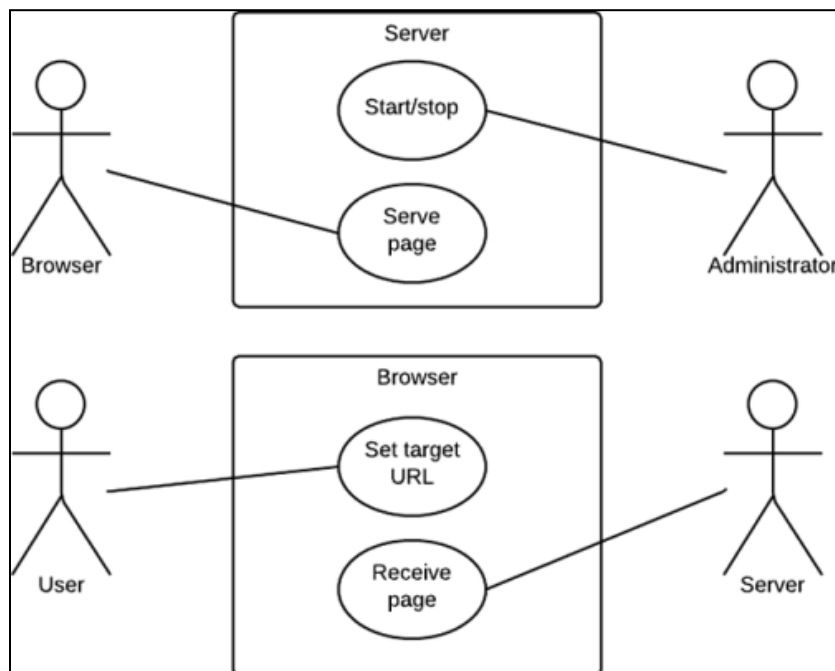 Server
Start/stop
Serve
page
Browser
Administrator
Browser
Set target
URL
Receive
page
User
Server